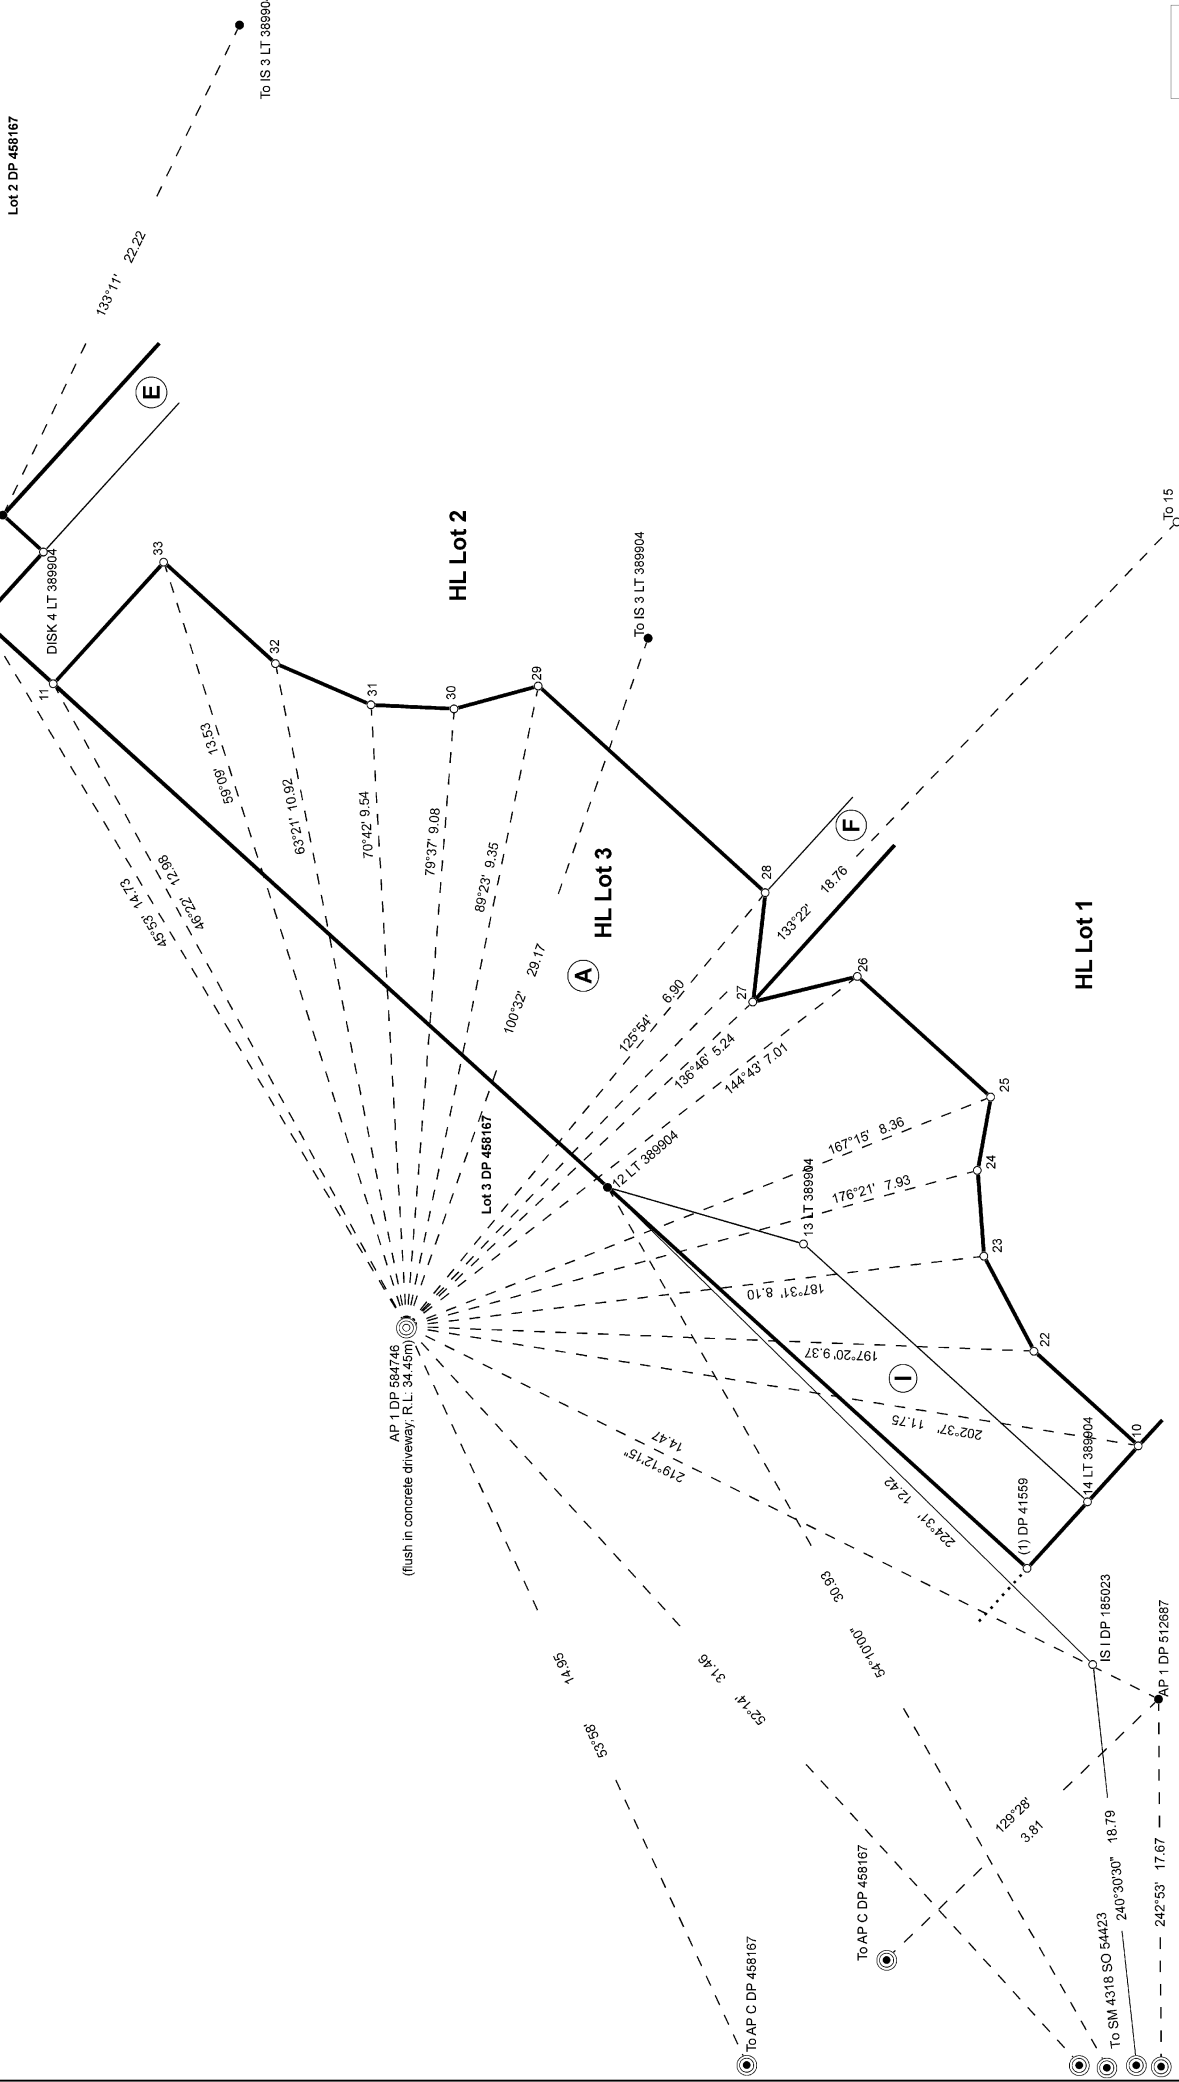 Lot 2 DP 458167
To IS 3 LT 38990
133°11' 22.22
E
DISK 4 LT 389904
11
33
32
31
30
29
HL Lot 2
To IS 3 LT 389904
To 15
45°53' 14.73
46°22' 12.98
59°09' 13.53
63°21' 10.92
70°42' 9.54
79°37' 9.08
89°23' 9.35
100°32' 29.17
HL Lot 3
A
28
F
133°22' 18.76
27
26
HL Lot 1
125°54' 6.90
136°46' 5.24
144°43' 7.01
25
167°15' 8.36
24
176°21' 7.93
Lot 3 DP 458167
12 LT 389904
13 LT 389904
23
187°31' 8.10
22
197°20' 9.37
I
202°37' 11.75
10
14 LT 389904
AP 1 DP 584746
(flush in concrete driveway; R.L: 34.45m)
219°12'15" 14.47
224°31' 12.42
(1) DP 41559
IS I DP 185023
AP 1 DP 512687
30.93
54°10'00"
31.46
52°14'
14.95
53°58'
129°28'
3.81
To AP C DP 458167
To AP C DP 458167
To SM 4318 SO 54423
240°30'30" 18.79
242°53' 17.67